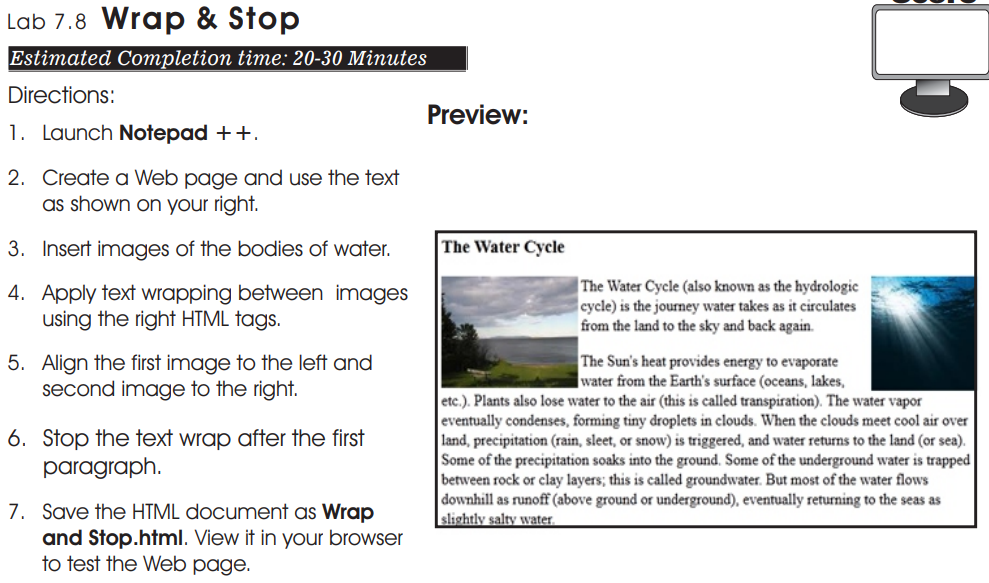 Lab 7.8 Wrap & Stop
Estimated Completion time: 20-30 Minutes
Directions:
1. Launch Notepad ++.
2. Create a Web page and use the text
as shown on your right.
3. Insert images of the bodies of water.
4. Apply text wrapping between images
using the right HTML tags.
5. Align the first image to the left and
second image to the right.
6. Stop the text wrap after the first
paragraph.
7. Save the HTML document as Wrap
and Stop.html. View it in your browser
to test the Web page.
Preview:
The Water Cycle
The Water Cycle (also known as the hydrologic
cycle) is the journey water takes as it circulates
from the land to the sky and back again.
The Sun's heat provides energy to evaporate
water from the Earth's surface (oceans, lakes,
etc.). Plants also lose water to the air (this is called transpiration). The water vapor
eventually condenses, forming tiny droplets in clouds. When the clouds meet cool air over
land, precipitation (rain, sleet, or snow) is triggered, and water returns to the land (or sea).
Some of the precipitation soaks into the ground. Some of the underground water is trapped
between rock or clay layers; this is called groundwater. But most of the water flows
downhill as runoff (above ground or underground), eventually returning to the seas as
slightly salty water.